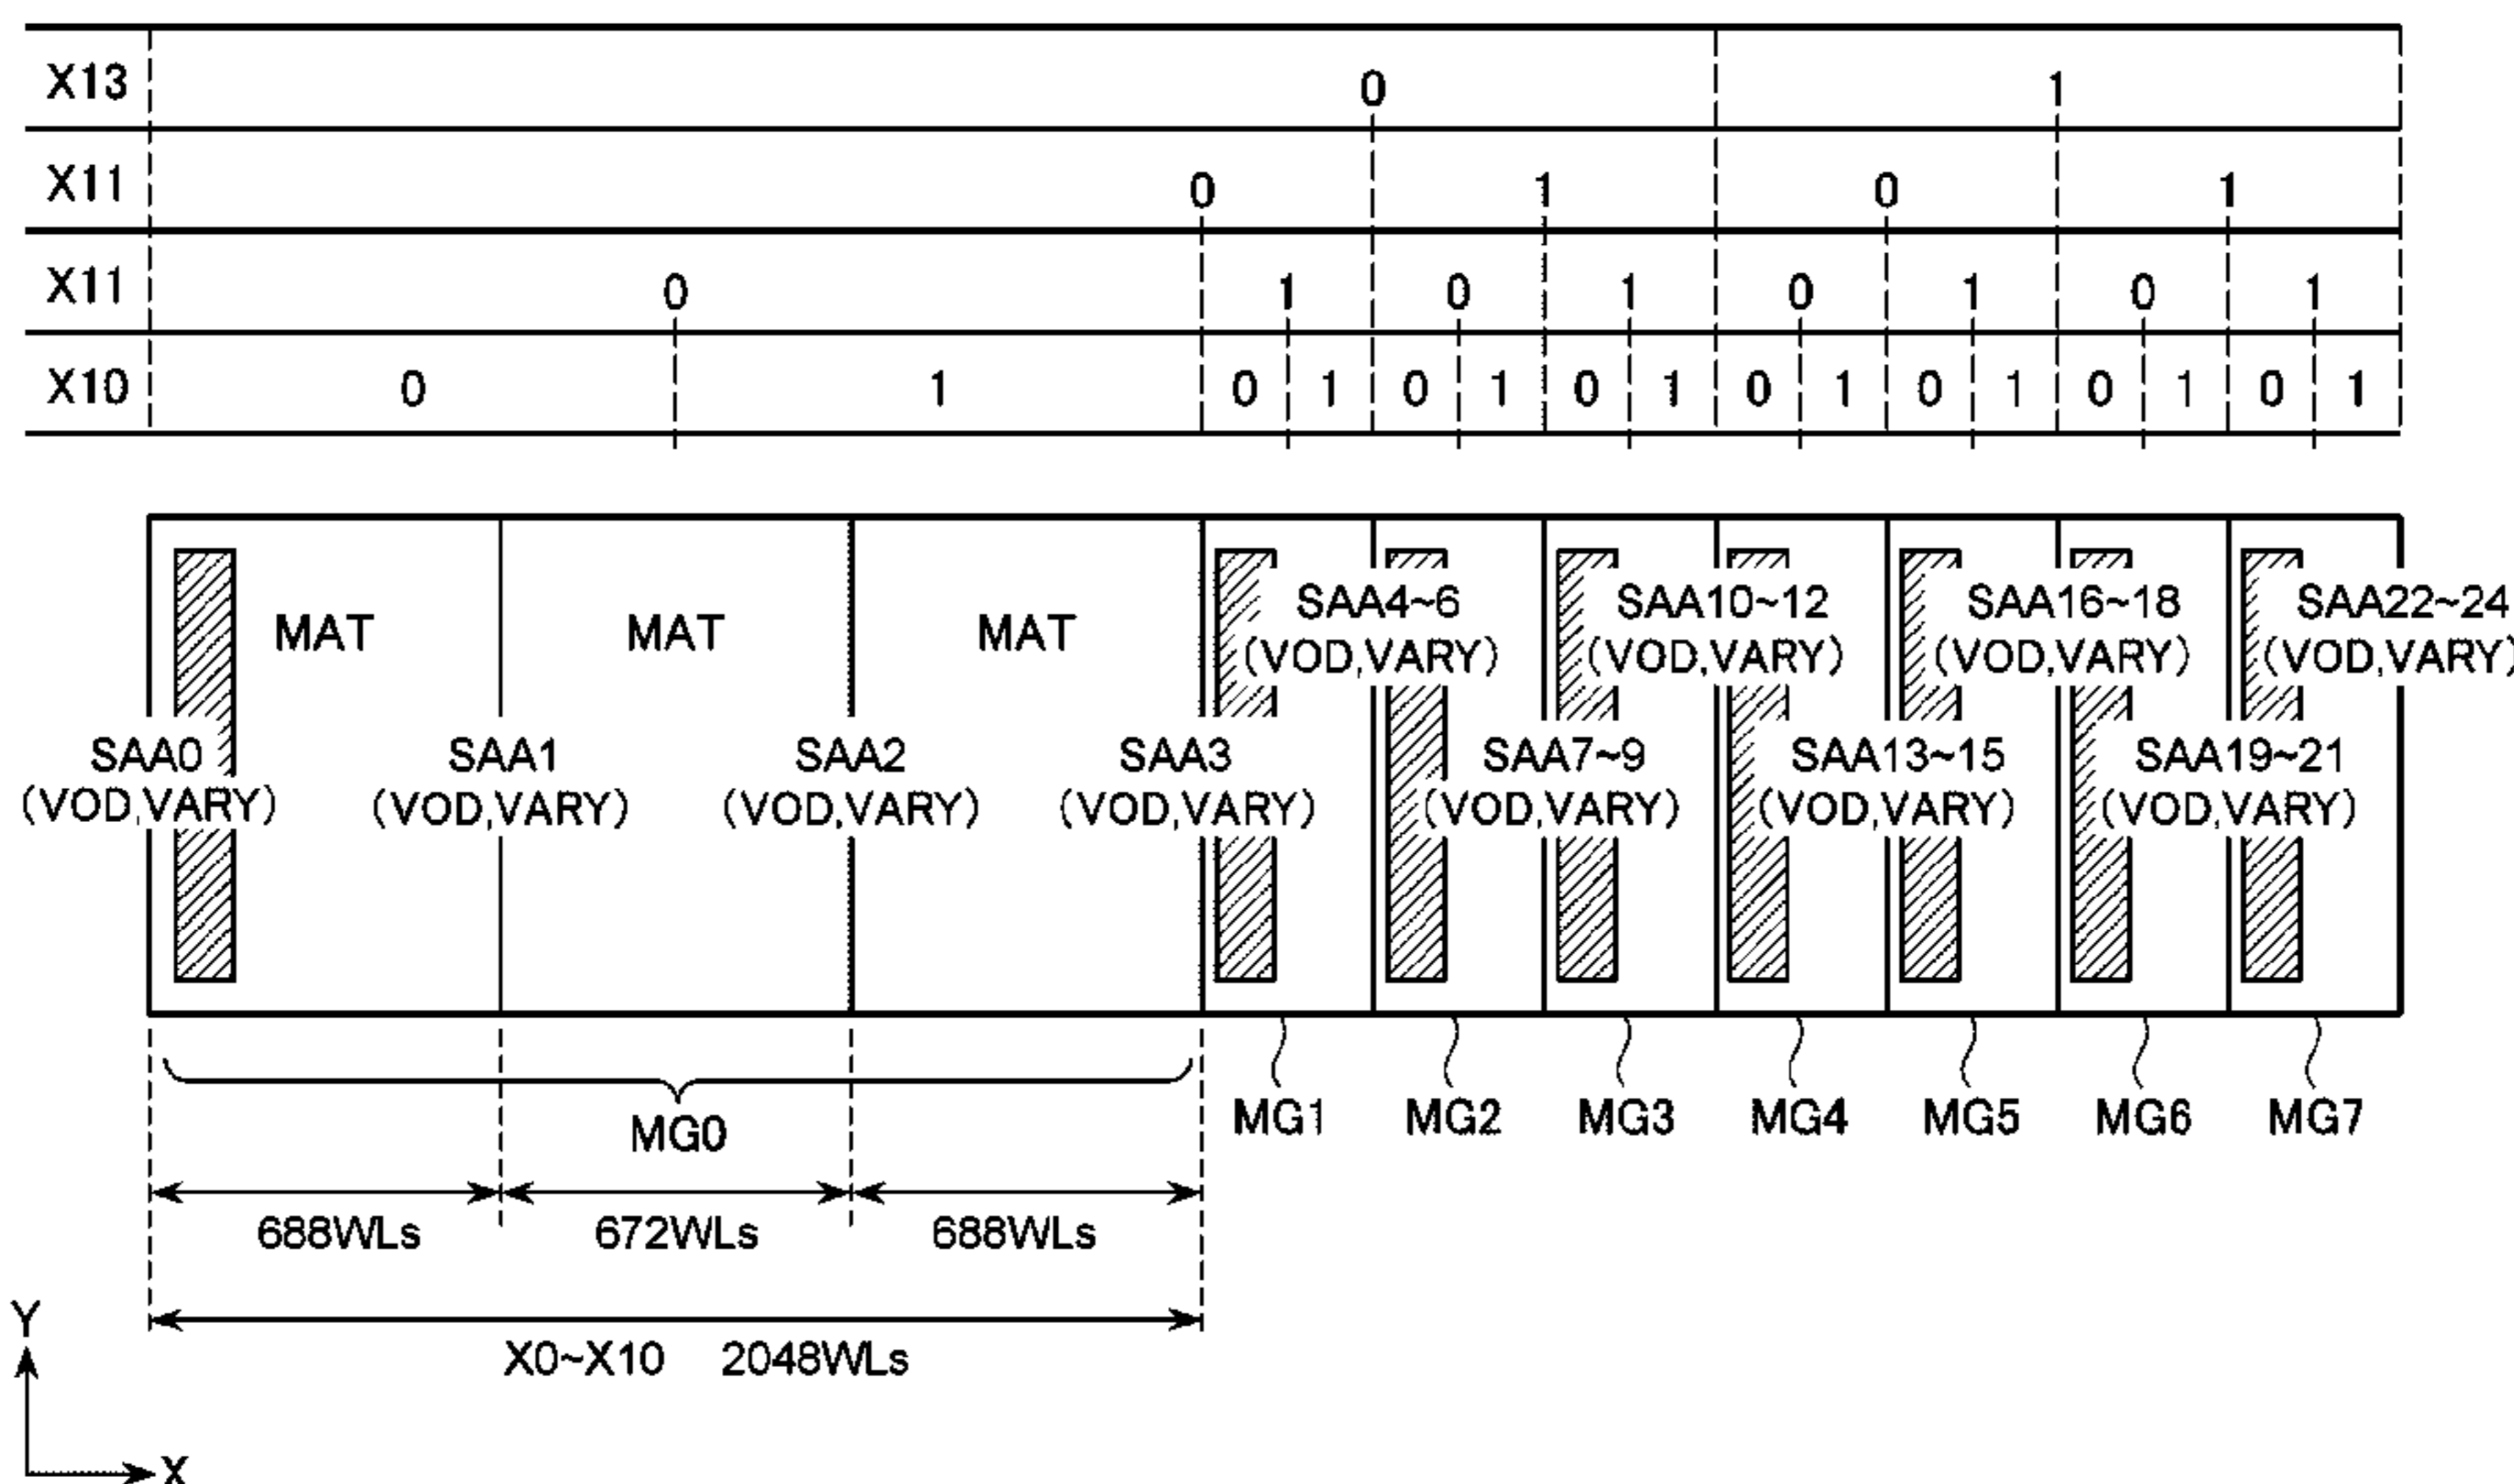 X13 0 1
X11 0 1 0 1
X11 0 1 0 1 0 1 0 1
X10 0 1 0 1 0 1 0 1 0 1 0 1 0 1 0 1
MAT MAT MAT
SAA4~6 SAA10~12 SAA16~18 SAA22~24
(VOD,VARY) (VOD,VARY) (VOD,VARY) (VOD,VARY)
SAA0 SAA1 SAA2 SAA3 SAA7~9 SAA13~15 SAA19~21
(VOD,VARY) (VOD,VARY) (VOD,VARY) (VOD,VARY) (VOD,VARY) (VOD,VARY) (VOD,VARY)
MG0 MG1 MG2 MG3 MG4 MG5 MG6 MG7
688WLs 672WLs 688WLs
X0~X10 2048WLs
Y
X